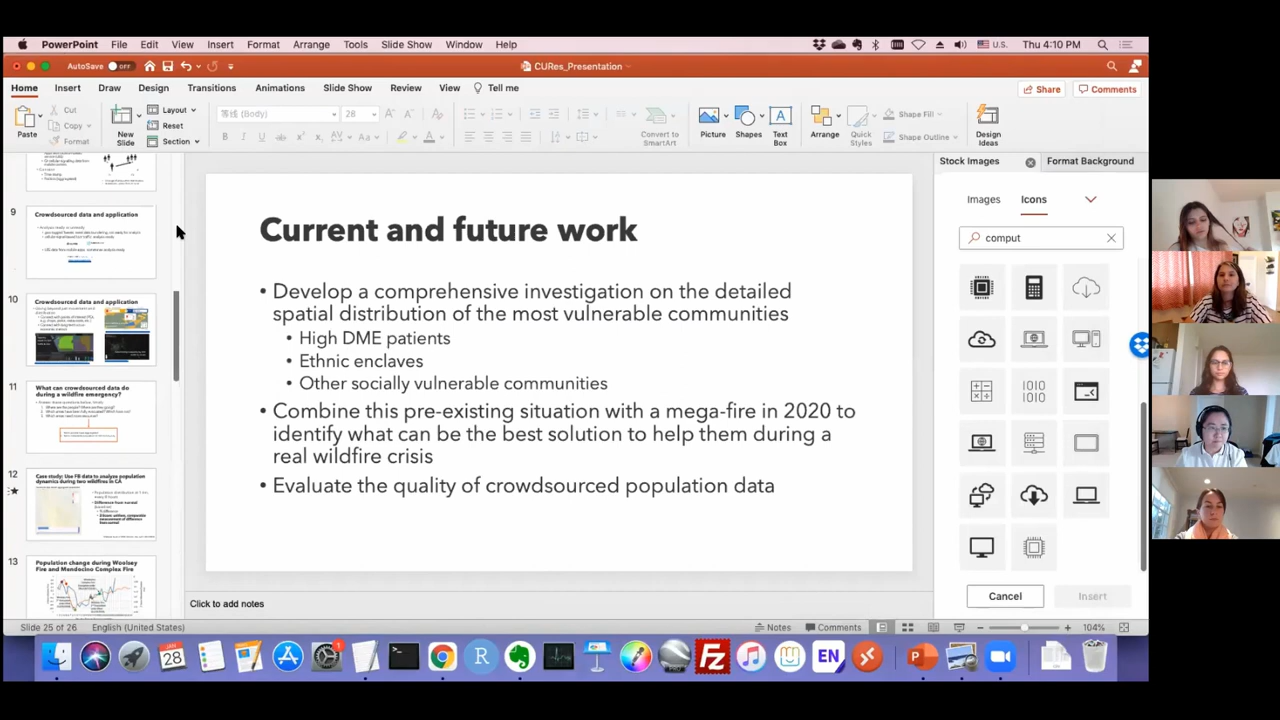 PowerPoint File Edit View Insert Format Arrange Tools Slide Show Window Help U.S. Thu 4:10 PM
AutoSave OFF CURes_Presentation
Home Insert Draw Design Transitions Animations Slide Show Review View Tell me Share Comments
Paste Cut Copy Format New Slide Layout Reset Section (Body) 28 Convert to SmartArt Picture Shapes Text Box Arrange Quick Styles Shape Fill Shape Outline Design Ideas
Stock Images Format Background
Images Icons
comput
Cancel Insert
9
Crowdsourced data and application
10
Crowdsourced data and application
11
What can crowdsourced data do
during a wildfire emergency?
12
Case study: Use FB data to analyze population
dynamics during two wildfires in CA
13
Population change during Woolsey
Fire and Mendocino Complex Fire
Current and future work
• Develop a comprehensive investigation on the detailed
spatial distribution of the most vulnerable communities
• High DME patients
• Ethnic enclaves
• Other socially vulnerable communities
• Combine this pre-existing situation with a mega-fire in 2020 to
identify what can be the best solution to help them during a
real wildfire crisis
• Evaluate the quality of crowdsourced population data
Click to add notes
Slide 25 of 26 English (United States) Notes Comments 104%
JAN
28
1
R
EN